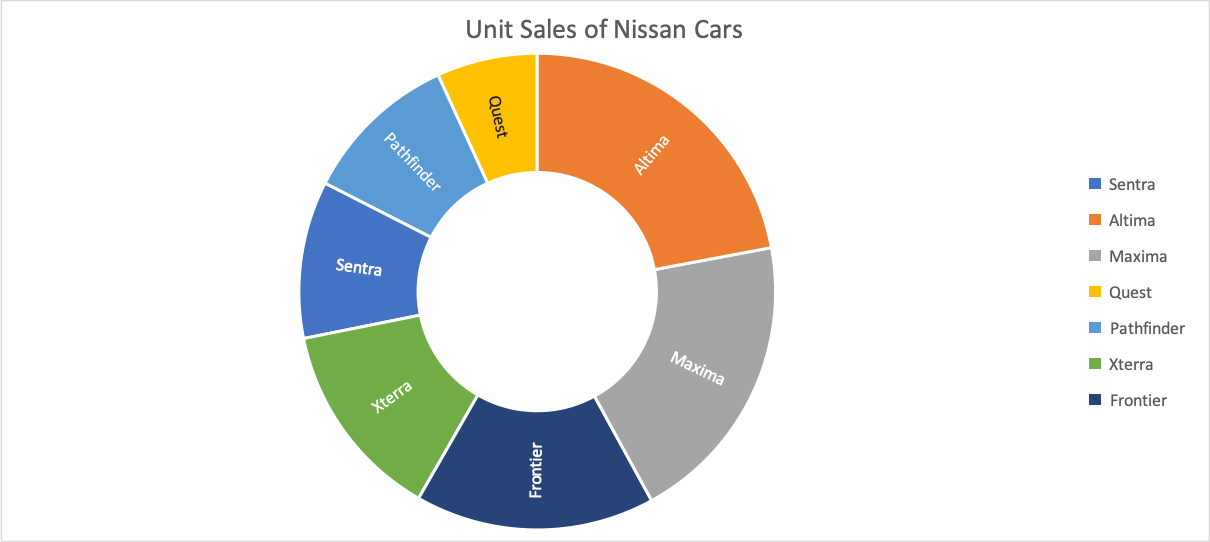 Unit Sales of Nissan Cars
Quest
Altima
Pathfinder
Sentra
Maxima
Xterra
Frontier
Sentra
Altima
Maxima
Quest
Pathfinder
Xterra
Frontier